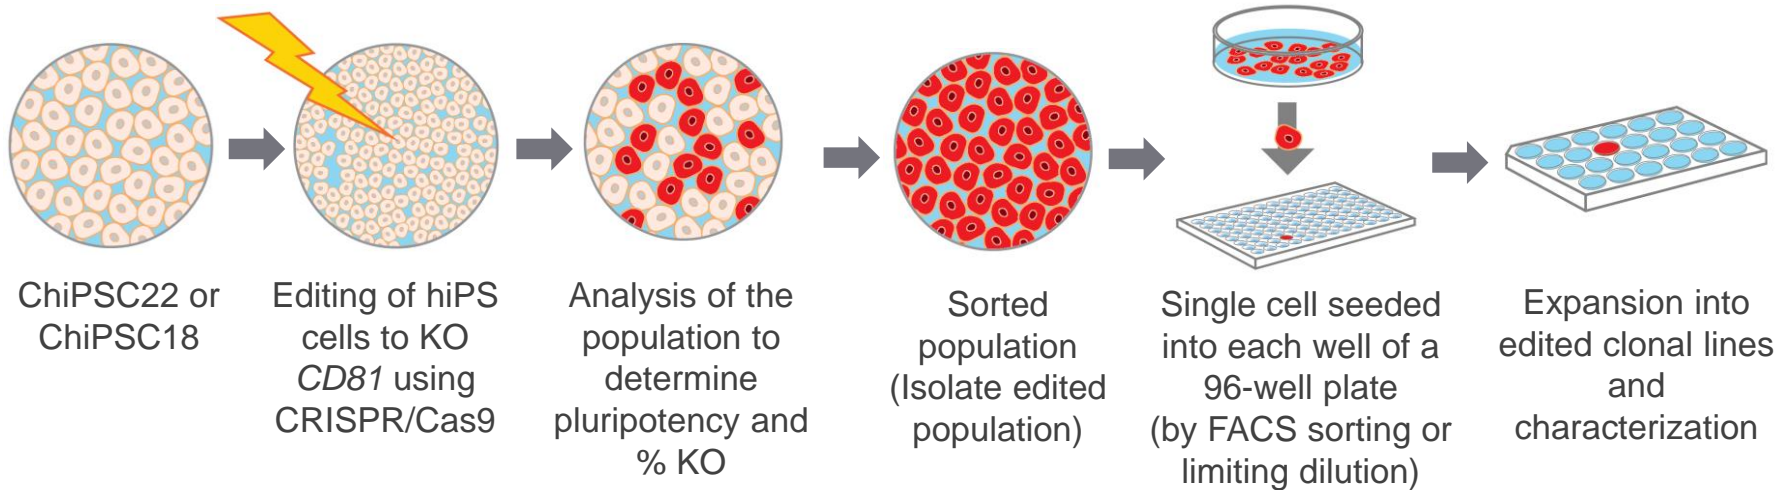 ChiPSC22 or
ChiPSC18
Editing of hiPS
cells to KO
CD81 using
CRISPR/Cas9
Analysis of the
population to
determine
pluripotency and
% KO
Sorted
population
(Isolate edited
population)
Single cell seeded
into each well of a
96-well plate
(by FACS sorting or
limiting dilution)
Expansion into
edited clonal lines
and
characterization